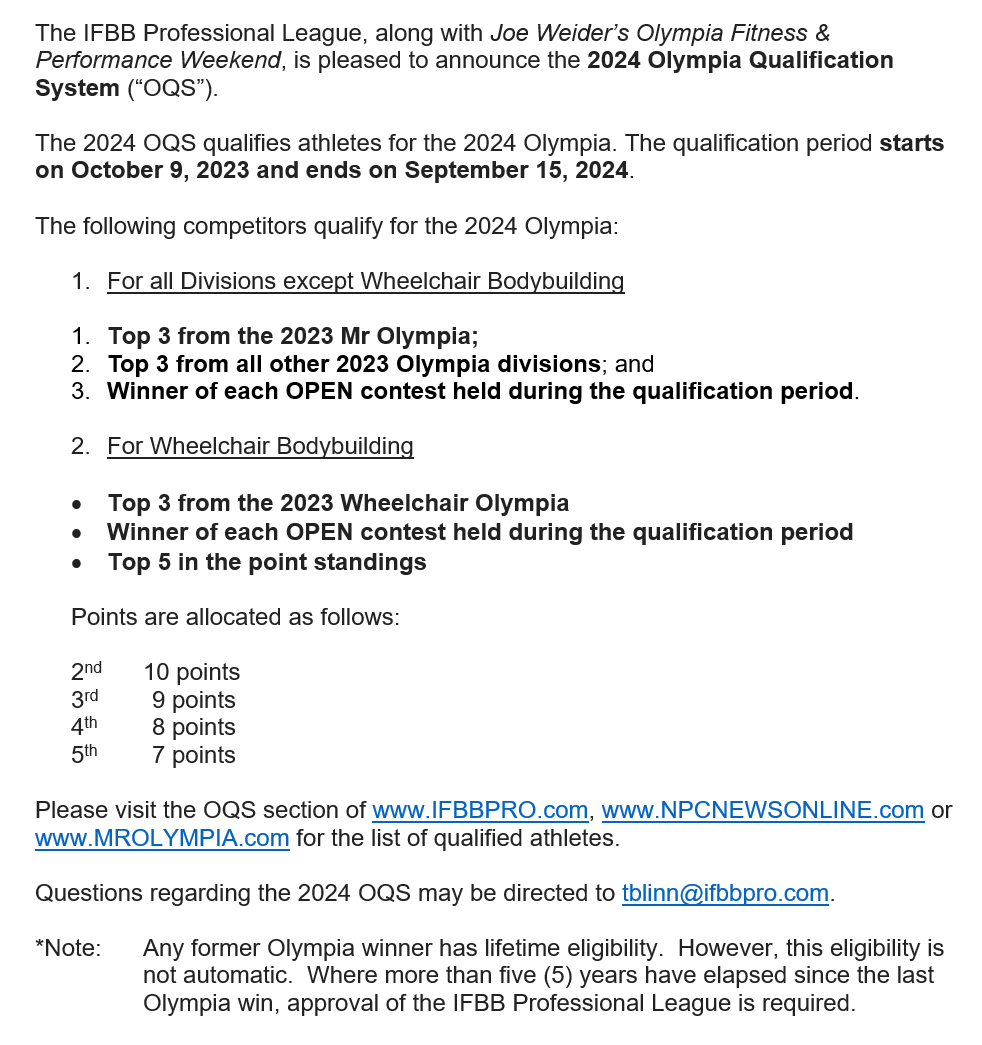 The IFBB Professional League, along with Joe Weider’s Olympia Fitness &
Performance Weekend, is pleased to announce the 2024 Olympia Qualification
System (“OQS”).
The 2024 OQS qualifies athletes for the 2024 Olympia. The qualification period starts
on October 9, 2023 and ends on September 15, 2024.
The following competitors qualify for the 2024 Olympia:
1. For all Divisions except Wheelchair Bodybuilding
1. Top 3 from the 2023 Mr Olympia;
2. Top 3 from all other 2023 Olympia divisions; and
3. Winner of each OPEN contest held during the qualification period.
2. For Wheelchair Bodybuilding
• Top 3 from the 2023 Wheelchair Olympia
• Winner of each OPEN contest held during the qualification period
• Top 5 in the point standings
Points are allocated as follows:
2nd 10 points
3rd 9 points
4th 8 points
5th 7 points
Please visit the OQS section of www.IFBBPRO.com, www.NPCNEWSONLINE.com or
www.MROLYMPIA.com for the list of qualified athletes.
Questions regarding the 2024 OQS may be directed to tblinn@ifbbpro.com.
*Note: Any former Olympia winner has lifetime eligibility. However, this eligibility is
not automatic. Where more than five (5) years have elapsed since the last
Olympia win, approval of the IFBB Professional League is required.